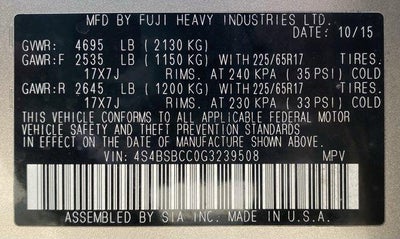 MFD BY FUJI HEAVY INDUSTRIES LTD.
DATE: 10/15
GVWR: 4695 LB ( 2130 KG)
GAWR:F 2535 LB ( 1150 KG) WITH 225/65R17 TIRES.
17X7J RIMS. AT 240 KPA ( 35 PSI) COLD
GAWR:R 2645 LB ( 1200 KG) WITH 225/65R17 TIRES.
17X7J RIMS. AT 230 KPA ( 33 PSI) COLD
THIS VEHICLE CONFORMS TO ALL APPLICABLE FEDERAL MOTOR
VEHICLE SAFETY AND THEFT PREVENTION STANDARDS
IN EFFECT ON THE DATE OF MANUFACTURE SHOWN ABOVE.
VIN: 4S4BSBCC0G3239508 MPV
ASSEMBLED BY SIA INC. MADE IN U.S.A.